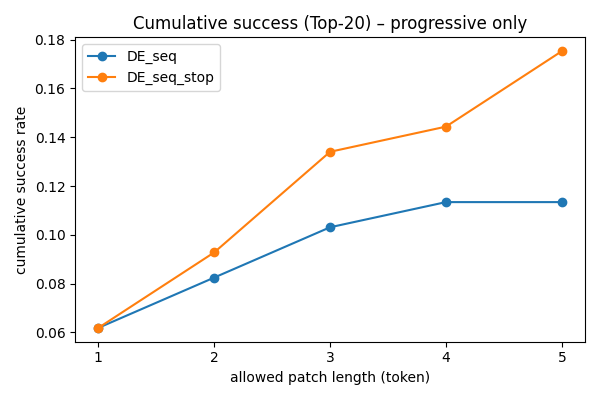 Cumulative success (Top-20) – progressive only
DE_seq
DE_seq_stop
cumulative success rate
0.18
0.16
0.14
0.12
0.10
0.08
0.06
1 2 3 4 5
allowed patch length (token)